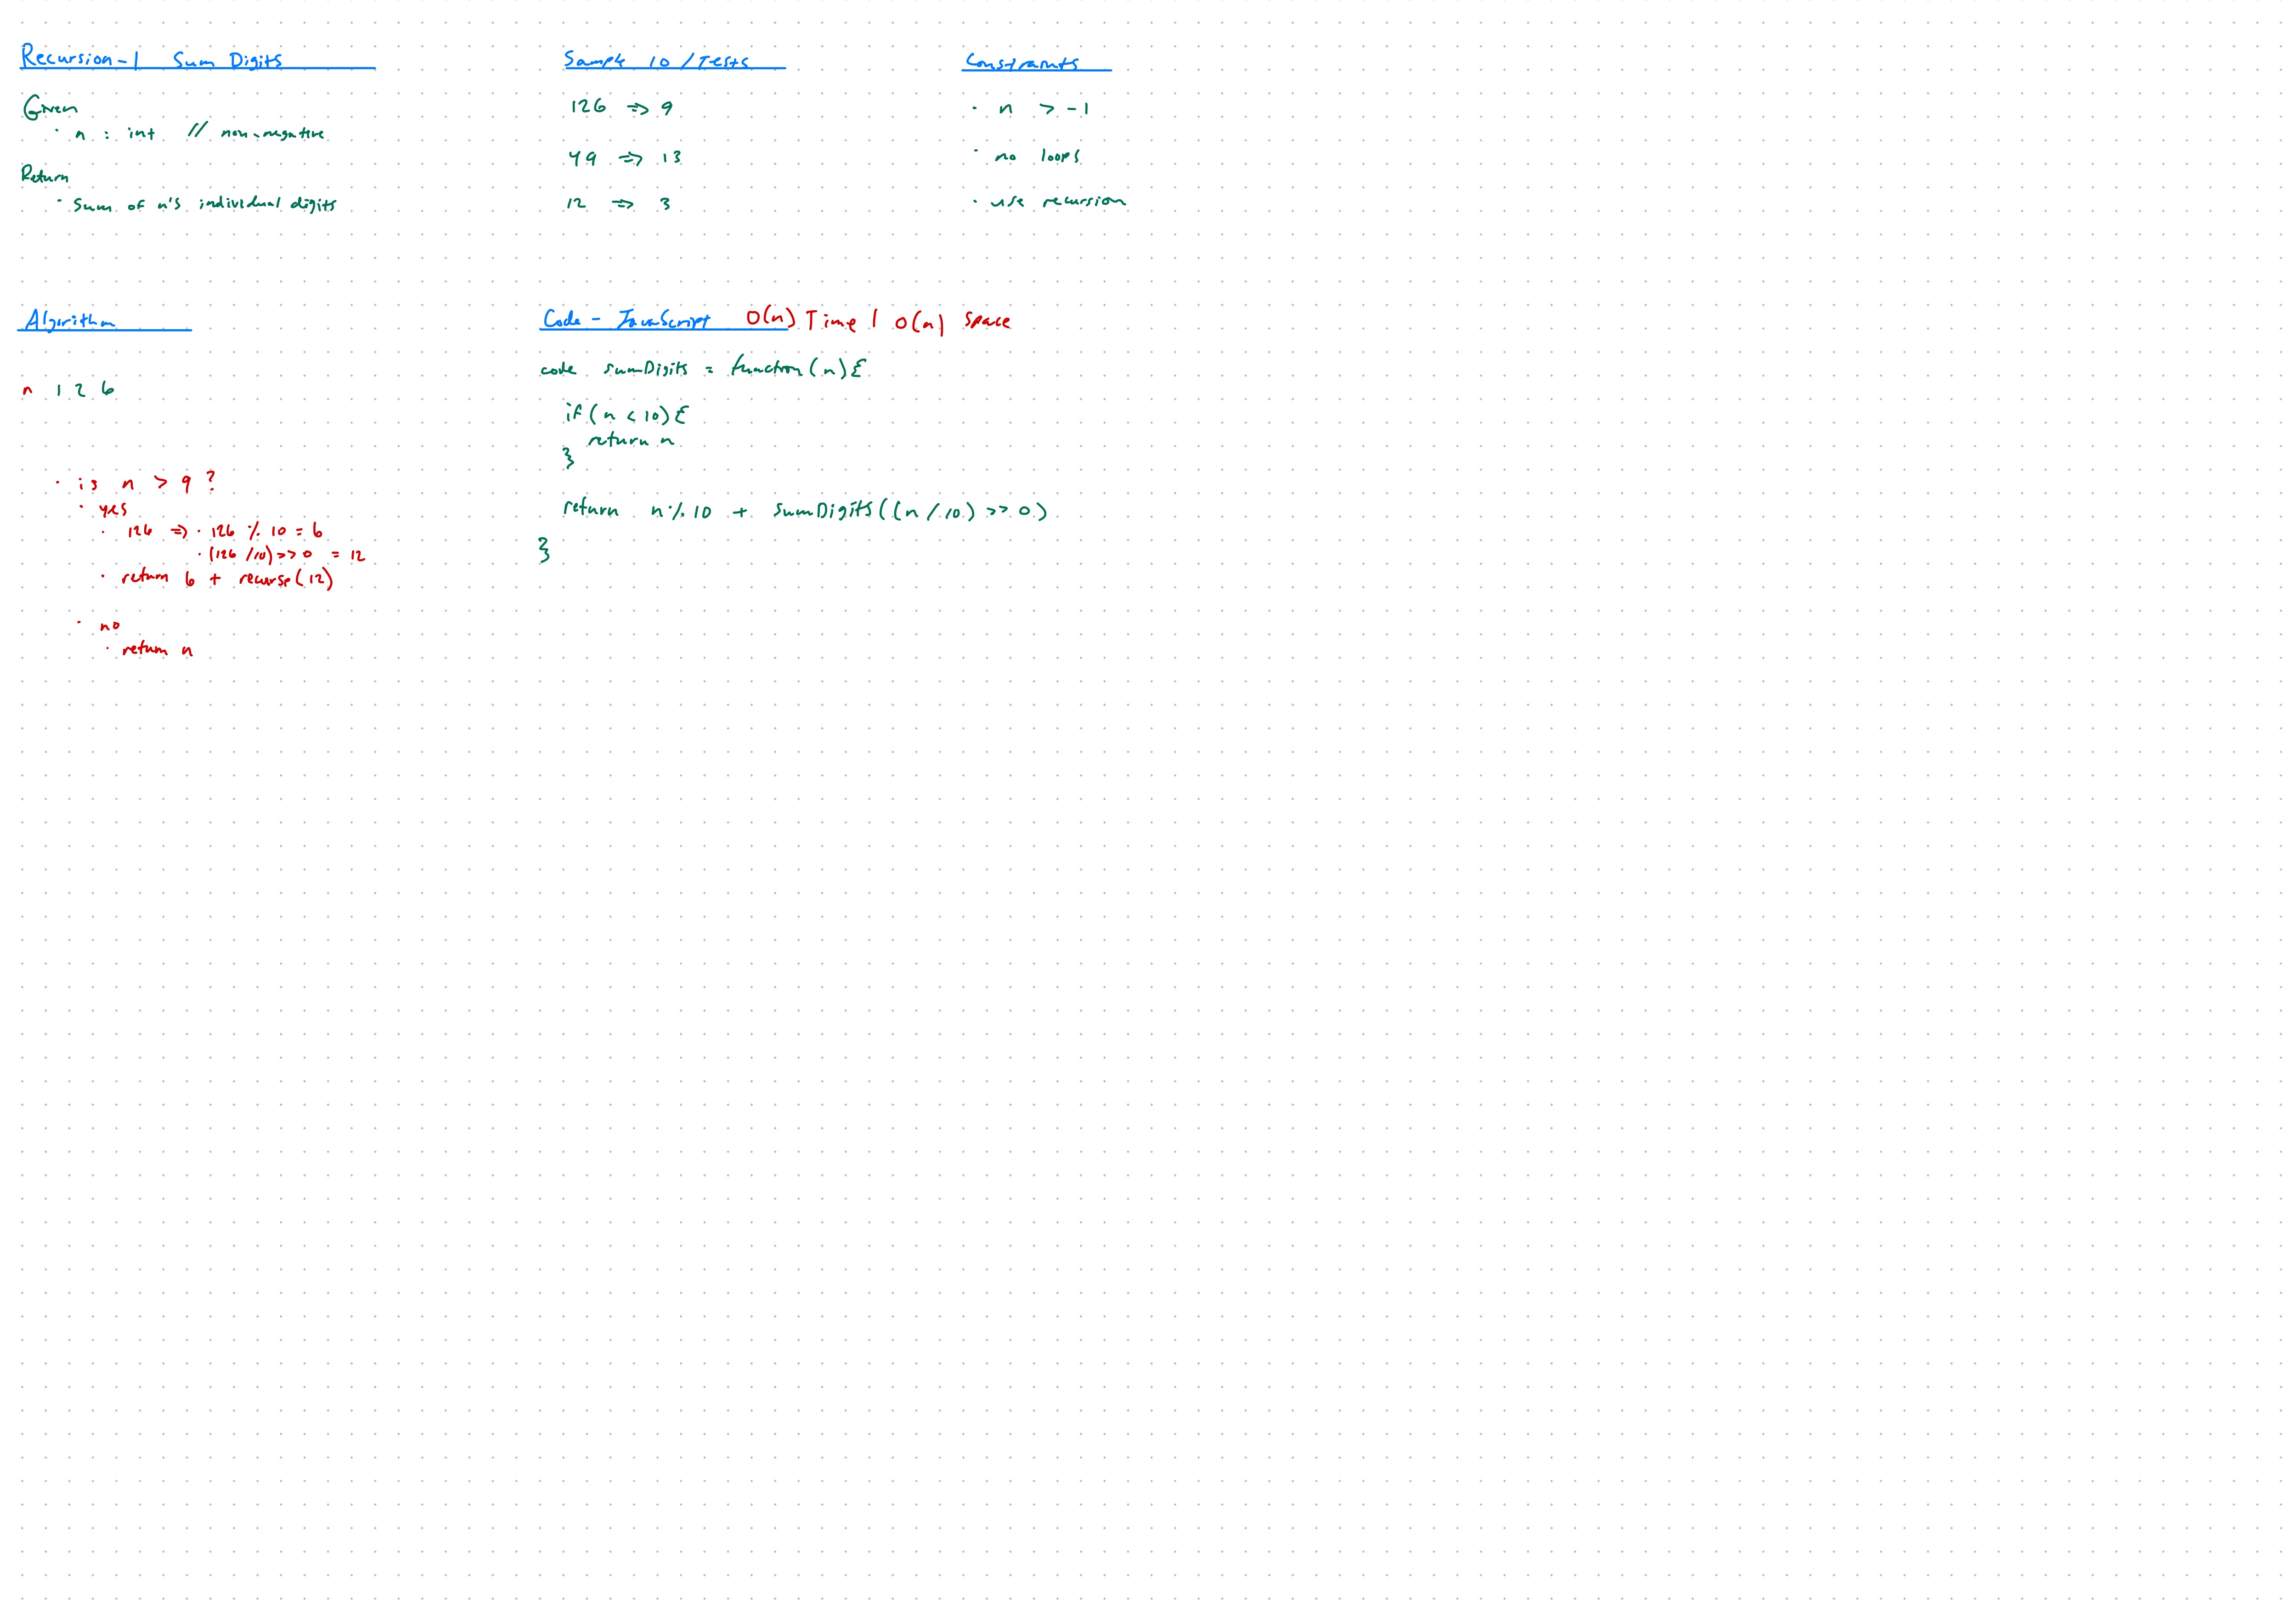 Recursion-1 Sum Digits
Given
· n : int // non-negative
Return
· Sum of n's individual digits
Sample IO / Tests
126 => 9
49 => 13
12 => 3
Constraints
· n > -1
· no loops
· use recursion
Algorithm
n 1 2 6
· is n > 9 ?
· yes
· 126 => · 126 % 10 = 6
· (126 / 10) >> 0 = 12
· return 6 + recurse(12)
· no
· return n
Code - JavaScript O(n) Time | O(n) Space
code sumDigits = function(n){
if(n < 10){
return n
}
return n % 10 + sumDigits((n / 10) >> 0)
}